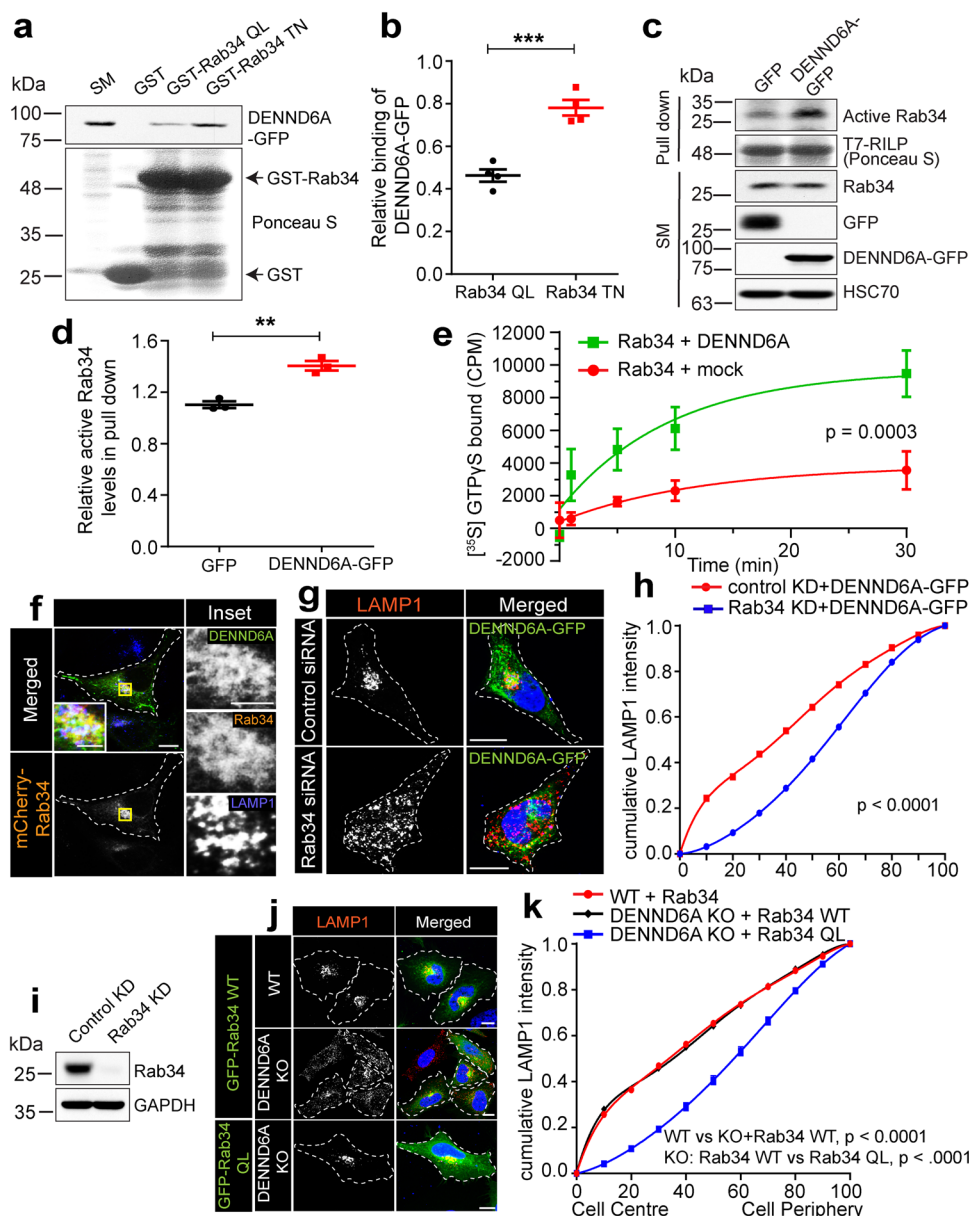 a
kDa
SM
GST
GST-Rab34 QL
GST-Rab34 TN
100
75
DENND6A
-GFP
48
GST-Rab34
Ponceau S
35
25
GST
b
***
Relative binding of
DENND6A-GFP
1.0
0.8
0.6
0.4
0.2
0.0
Rab34 QL
Rab34 TN
c
kDa
GFP
DENND6A-
GFP
Pull down
35
25
Active Rab34
48
T7-RILP
(Ponceau S)
SM
25
Rab34
25
GFP
100
75
DENND6A-GFP
63
HSC70
d
**
Relative active Rab34
levels in pull down
1.6
1.2
0.8
0.4
0.0
GFP
DENND6A-GFP
e
[³⁵S] GTPγS bound (CPM)
12000
10000
8000
6000
4000
2000
0
-2000
Rab34 + DENND6A
Rab34 + mock
p = 0.0003
10
20
30
Time (min)
f
Inset
Merged
mCherry-
Rab34
DENND6A
Rab34
LAMP1
g
LAMP1
Merged
Control siRNA
DENND6A-GFP
Rab34 siRNA
DENND6A-GFP
h
control KD+DENND6A-GFP
Rab34 KD+DENND6A-GFP
cumulative LAMP1 intensity
1.0
0.8
0.6
0.4
0.2
0.0
p < 0.0001
0
20
40
60
80
100
i
Control KD
Rab34 KD
kDa
25
Rab34
35
GAPDH
j
LAMP1
Merged
GFP-Rab34 WT
WT
DENND6A
KO
GFP-Rab34
QL
DENND6A
KO
k
WT + Rab34
DENND6A KO + Rab34 WT
DENND6A KO + Rab34 QL
cumulative LAMP1 intensity
1.0
0.8
0.6
0.4
0.2
0.0
WT vs KO+Rab34 WT, p < 0.0001
KO: Rab34 WT vs Rab34 QL, p < .0001
0
20
40
60
80
100
Cell Centre
Cell Periphery